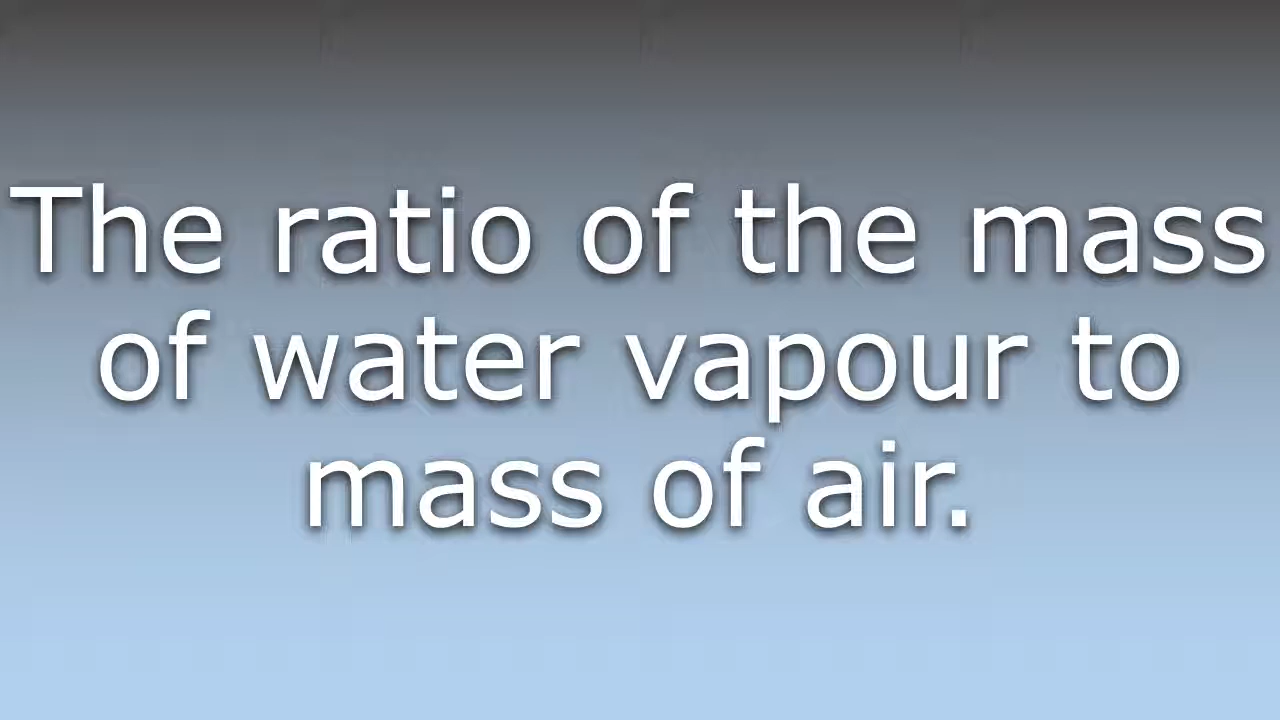 The ratio of the mass
of water vapour to
mass of air.